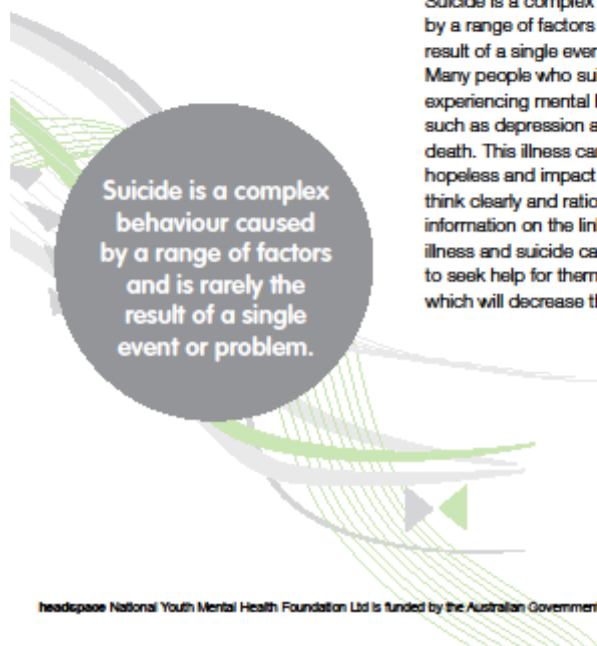 Suicide is a complex
behaviour caused
by a range of factors
and is rarely the
result of a single
event or problem.
Suicide is a complex
by a range of factors
result of a single
Many people who
experiencing mental
such as depression
death. This illness
hopeless and impact
think clearly and
information on the
illness and suicide
to seek help for
which will decrease
headspace National Youth Mental Health Foundation Ltd is funded by the Australian Government